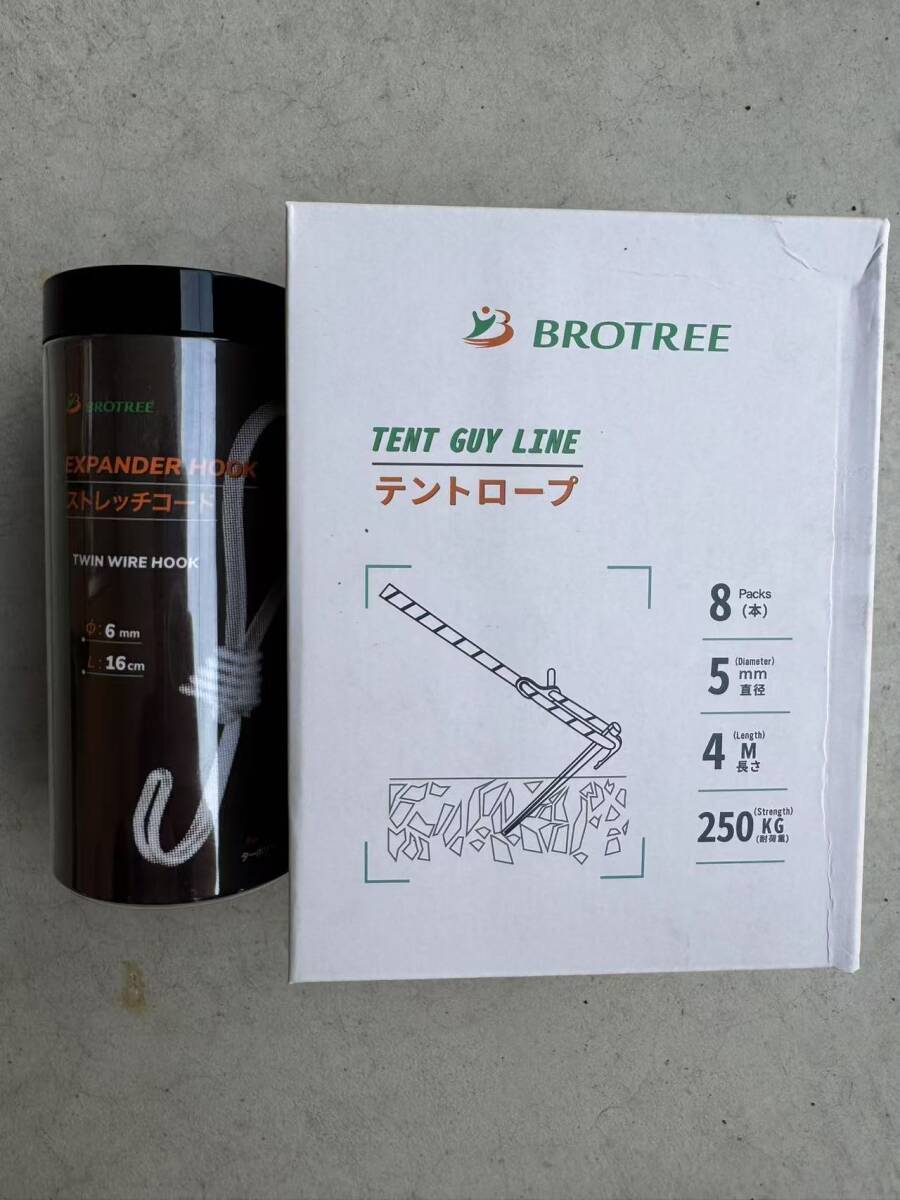 BROTREE
EXPANDER HOOK
ストレッチコード
TWIN WIRE HOOK
Φ: 6 mm
L: 16 cm
BROTREE
TENT GUY LINE
テントロープ
8 Packs (本)
5 (Diameter) mm 直径
4 (Length) M 長さ
250 (Strength) KG (耐荷重)